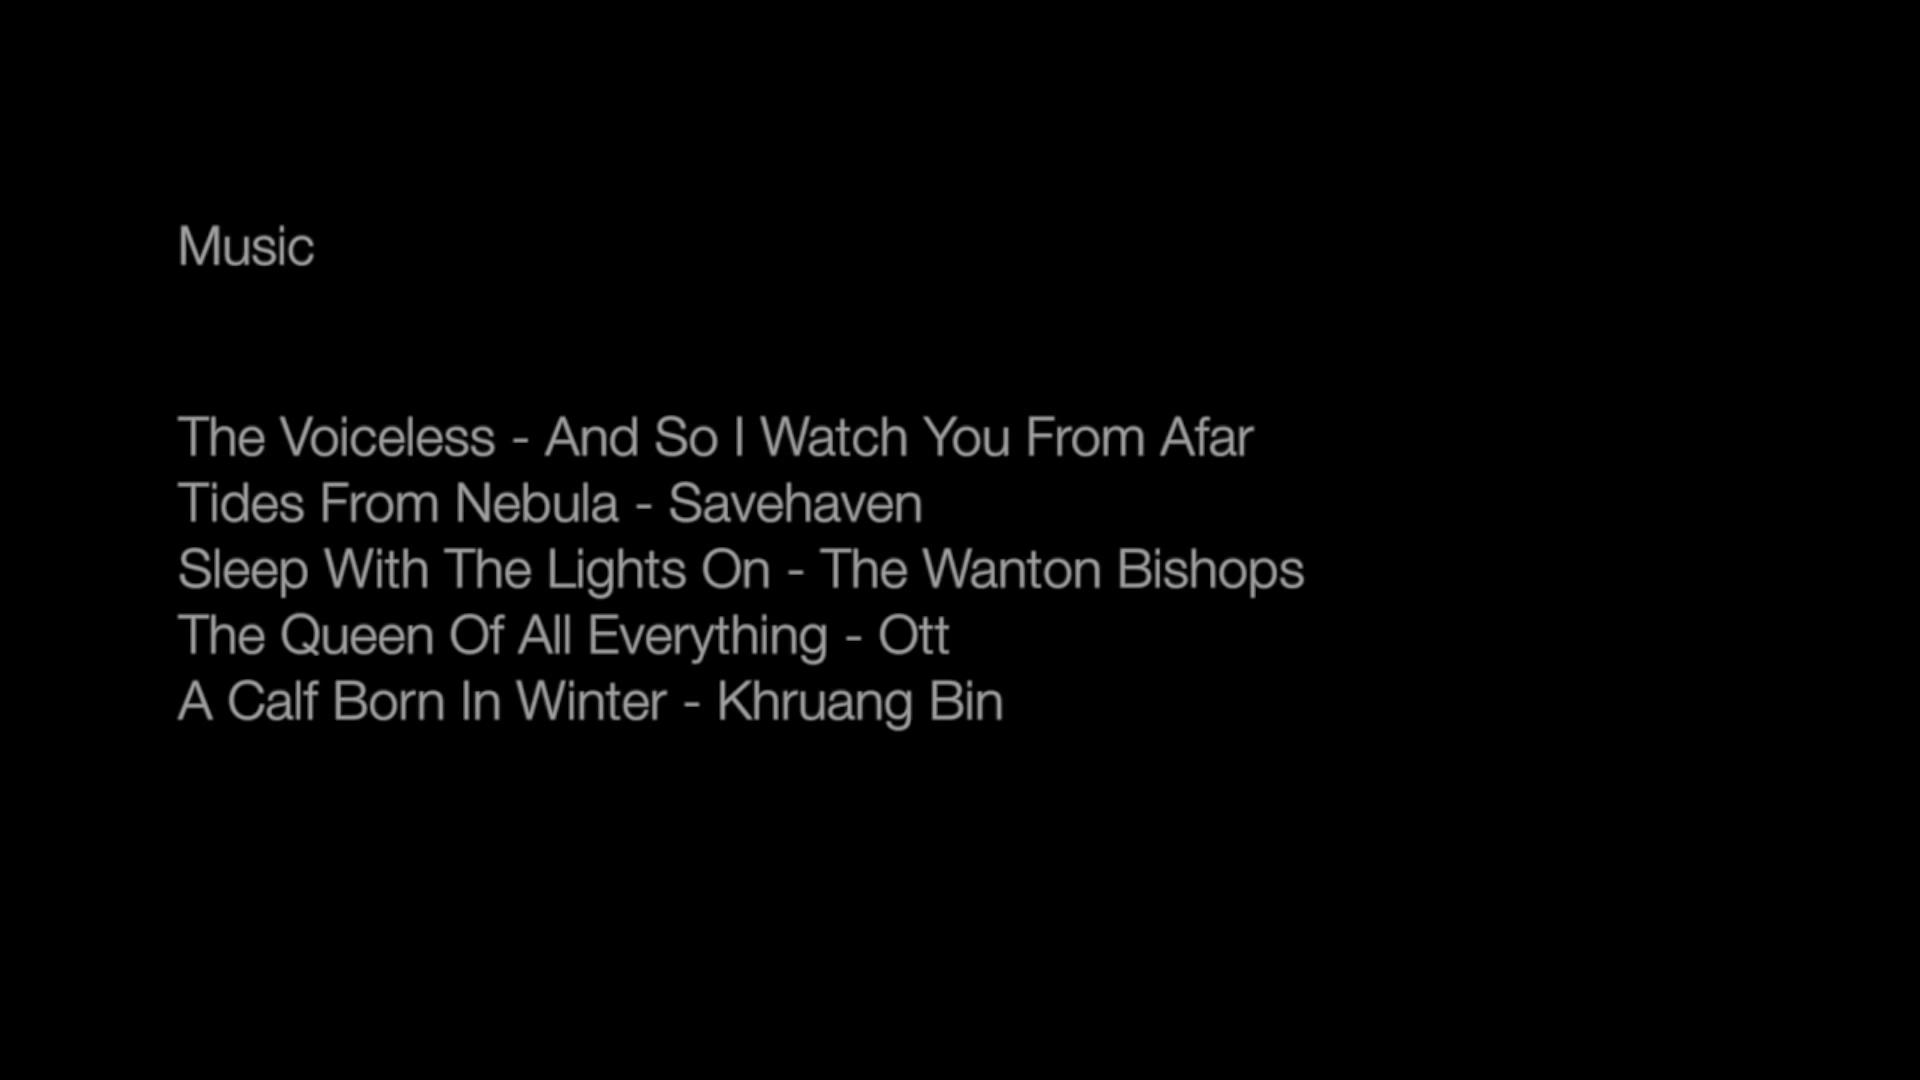 Music
The Voiceless - And So I Watch You From Afar
Tides From Nebula - Savehaven
Sleep With The Lights On - The Wanton Bishops
The Queen Of All Everything - Ott
A Calf Born In Winter - Khruang Bin